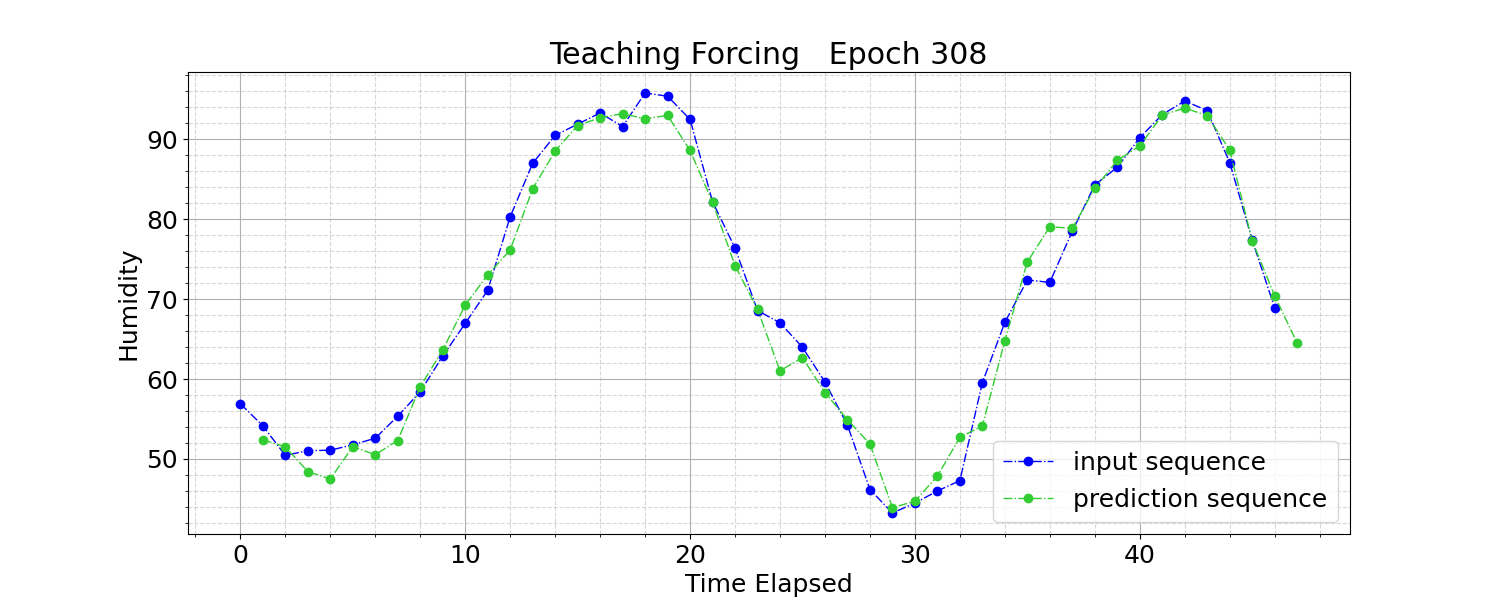 Teaching Forcing   Epoch 308
Humidity
90
80
70
60
50
0 10 20 30 40
Time Elapsed
input sequence
prediction sequence